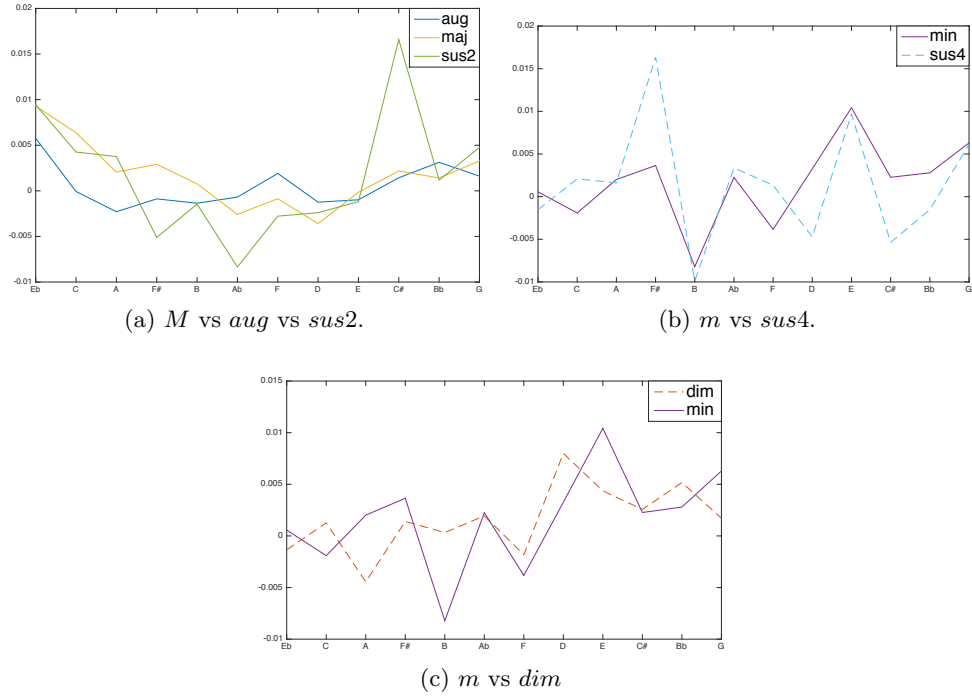 0.02
0.015
0.01
0.005
0
-0.005
-0.01
aug
maj
sus2
Eb C A F# B Ab F D E C# Bb G
(a) M vs aug vs sus2.
0.02
0.015
0.01
0.005
0
-0.005
-0.01
min
sus4
Eb C A F# B Ab F D E C# Bb G
(b) m vs sus4.
0.015
0.01
0.005
0
-0.005
-0.01
dim
min
Eb C A F# B Ab F D E C# Bb G
(c) m vs dim